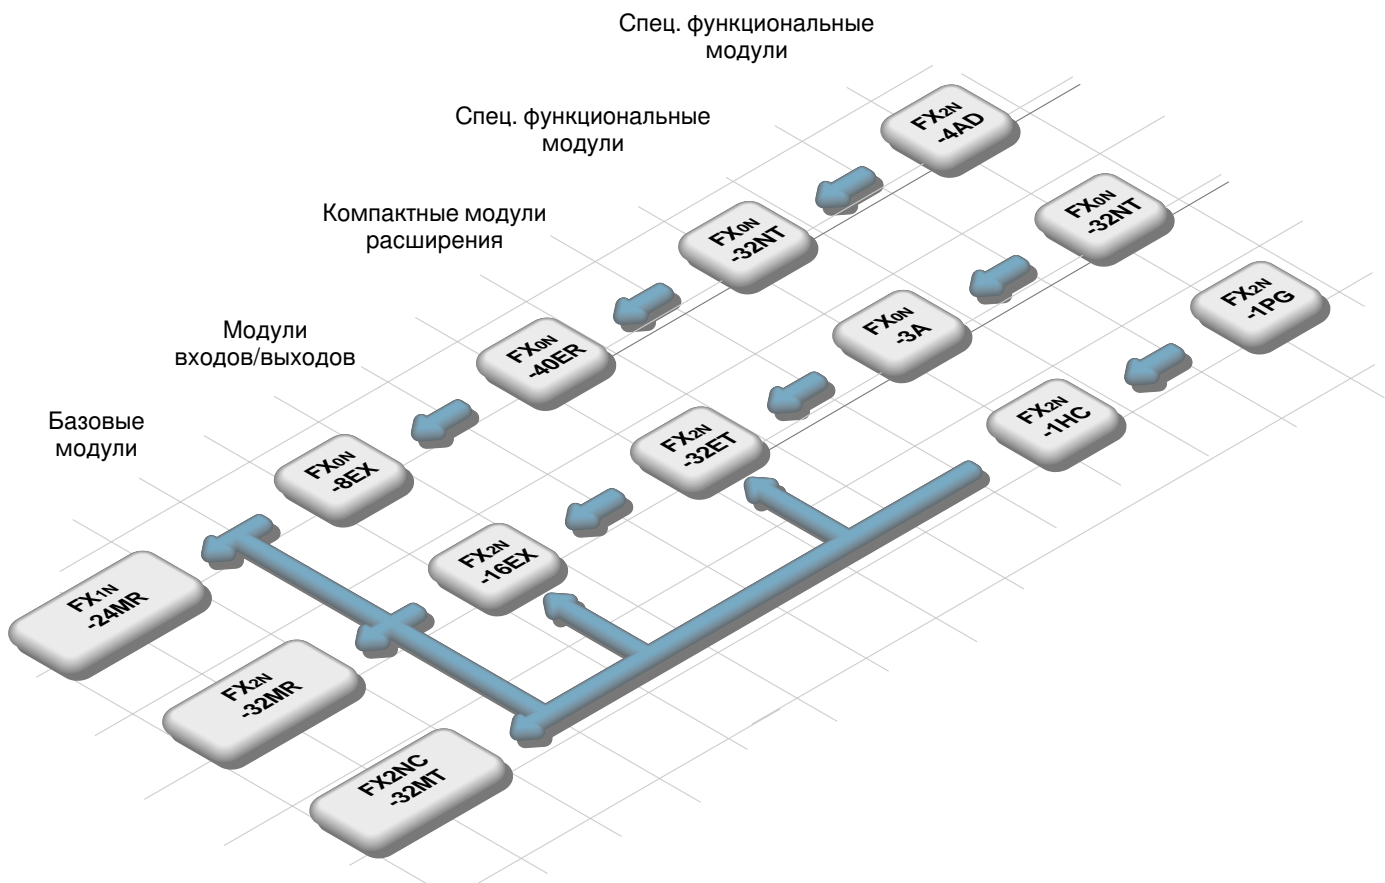 Спец. функциональные
модули
Спец. функциональные
модули
Компактные модули
расширения
Модули
входов/выходов
Базовые
модули
FX2N
-4AD
FX0N
-32NT
FX0N
-32NT
FX2N
-1PG
FX0N
-40ER
FX0N
-3A
FX2N
-1HC
FX0N
-8EX
FX2N
-32ET
FX2N
-16EX
FX1N
-24MR
FX2N
-32MR
FX2NC
-32MT